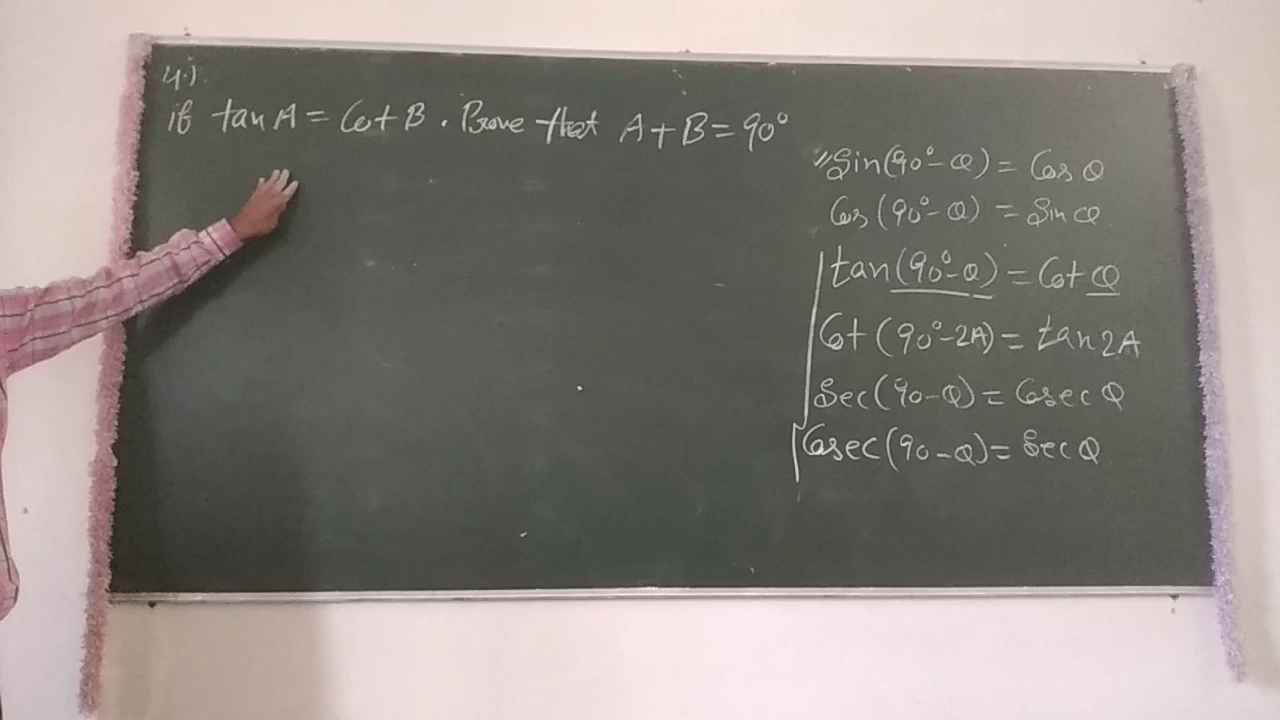 4.)
if tan A = Cot B . Prove that A + B = 90°
"Sin(90°-θ) = Cos θ
Cos (90°-θ) = Sin θ
tan (90°-θ) = Cot θ
Cot (90°-2A) = tan 2A
Sec (90-θ) = Cosec θ
Cosec (90-θ) = Sec θ